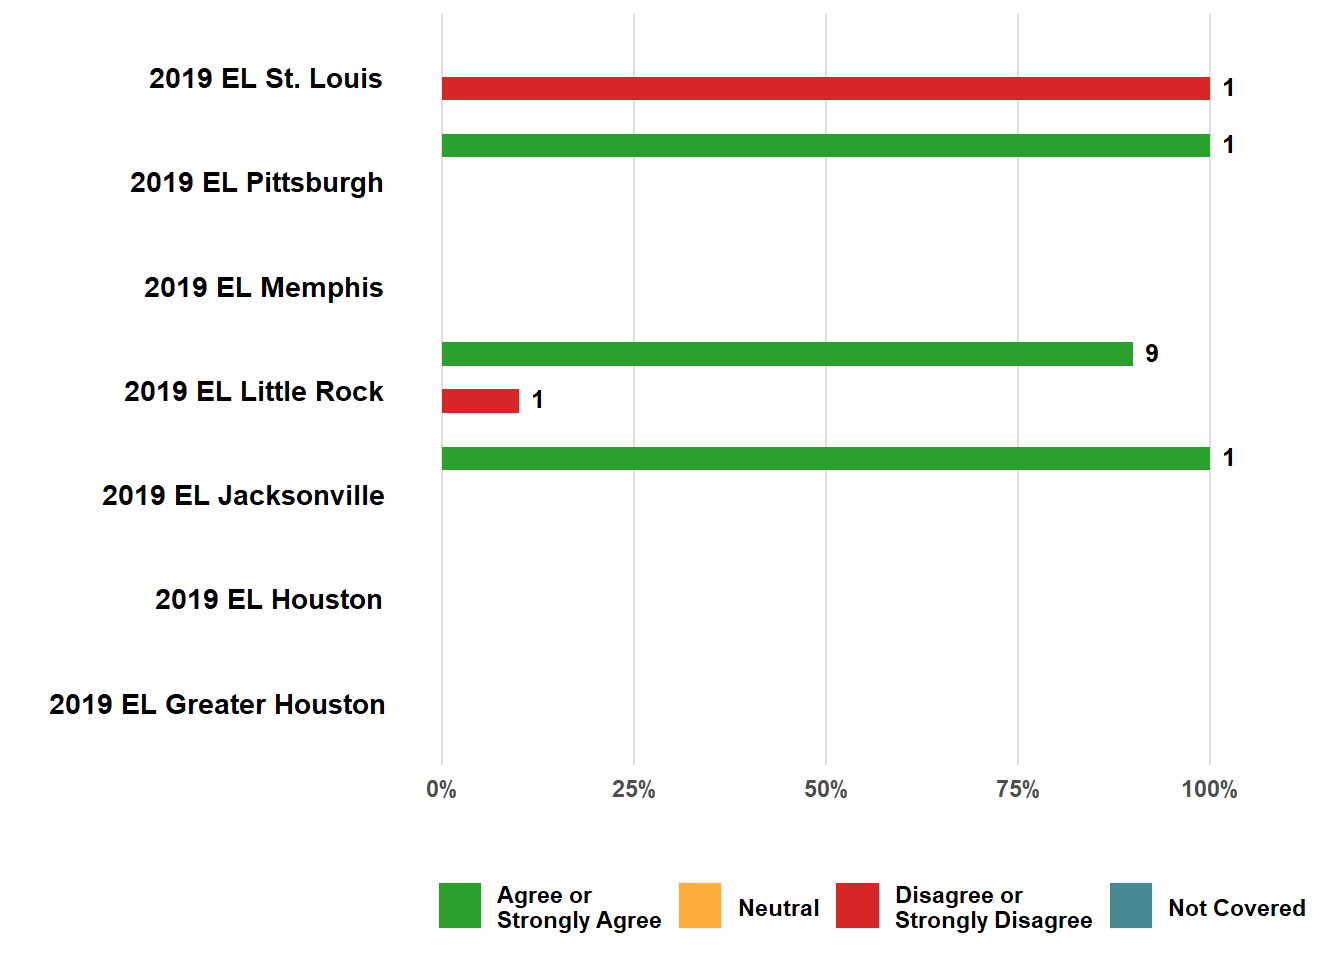 2019 EL St. Louis
1
1
2019 EL Pittsburgh
2019 EL Memphis
9
2019 EL Little Rock
1
1
2019 EL Jacksonville
2019 EL Houston
2019 EL Greater Houston
0% 25% 50% 75% 100%
Agree or
Strongly Agree
Neutral
Disagree or
Strongly Disagree
Not Covered